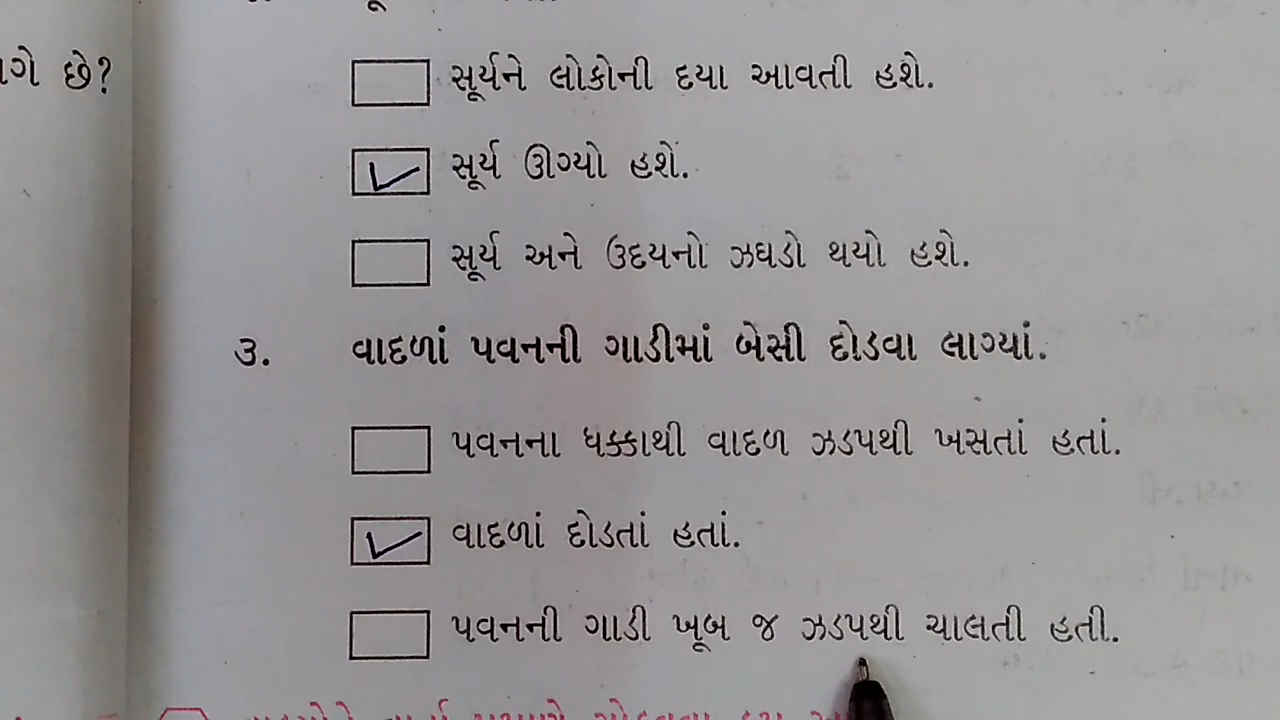 છે?
સૂર્યને લોકોની દયા આવતી હશે.
સૂર્ય ઊગ્યો હશે.
સૂર્ય અને ઉદયનો ઝઘડો થયો હશે.
૩. વાદળાં પવનની ગાડીમાં બેસી દોડવા લાગ્યાં.
પવનના ધક્કાથી વાદળ ઝડપથી ખસતાં હતાં.
વાદળાં દોડતાં હતાં.
પવનની ગાડી ખૂબ જ ઝડપથી ચાલતી હતી.